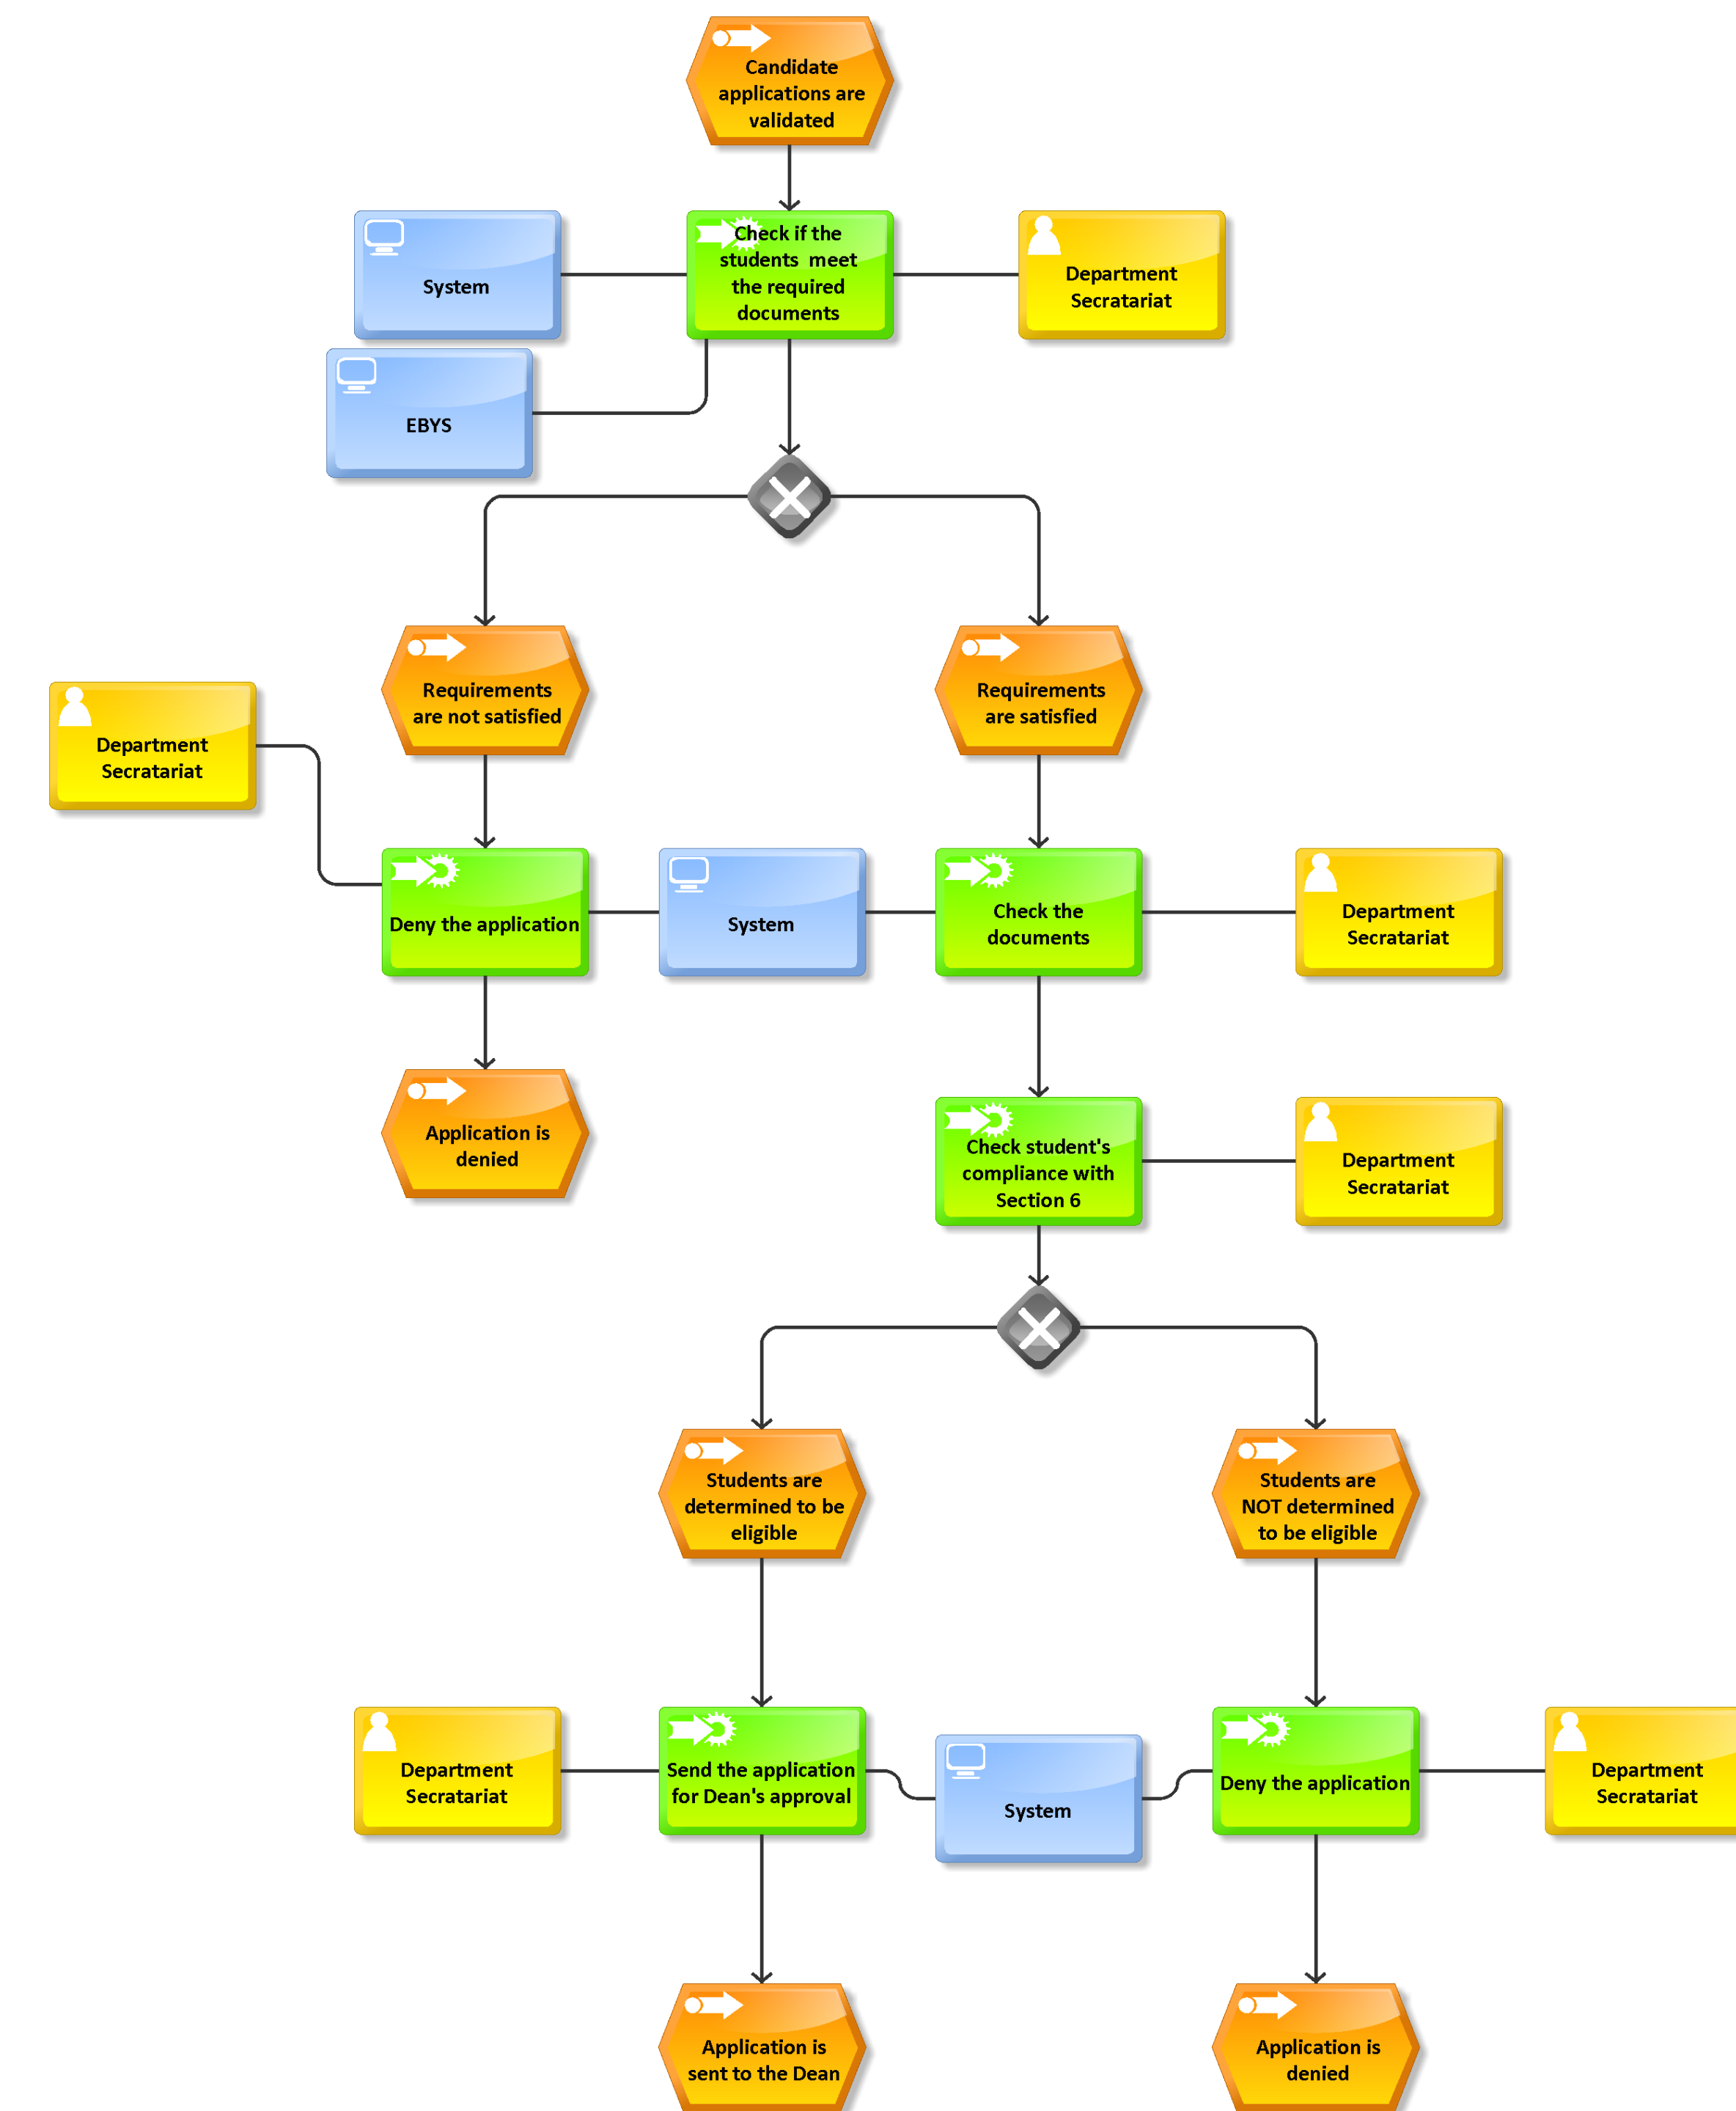 Candidate
applications are
validated
System
Check if the
students  meet
the required
documents
Department
Secratariat
EBYS
Requirements
are not satisfied
Requirements
are satisfied
Department
Secratariat
Deny the application
System
Check the
documents
Department
Secratariat
Application is
denied
Check student's
compliance with
Section 6
Department
Secratariat
Students are
determined to be
eligible
Students are
NOT determined
to be eligible
Department
Secratariat
Send the application
for Dean's approval
System
Deny the application
Department
Secratariat
Application is
sent to the Dean
Application is
denied